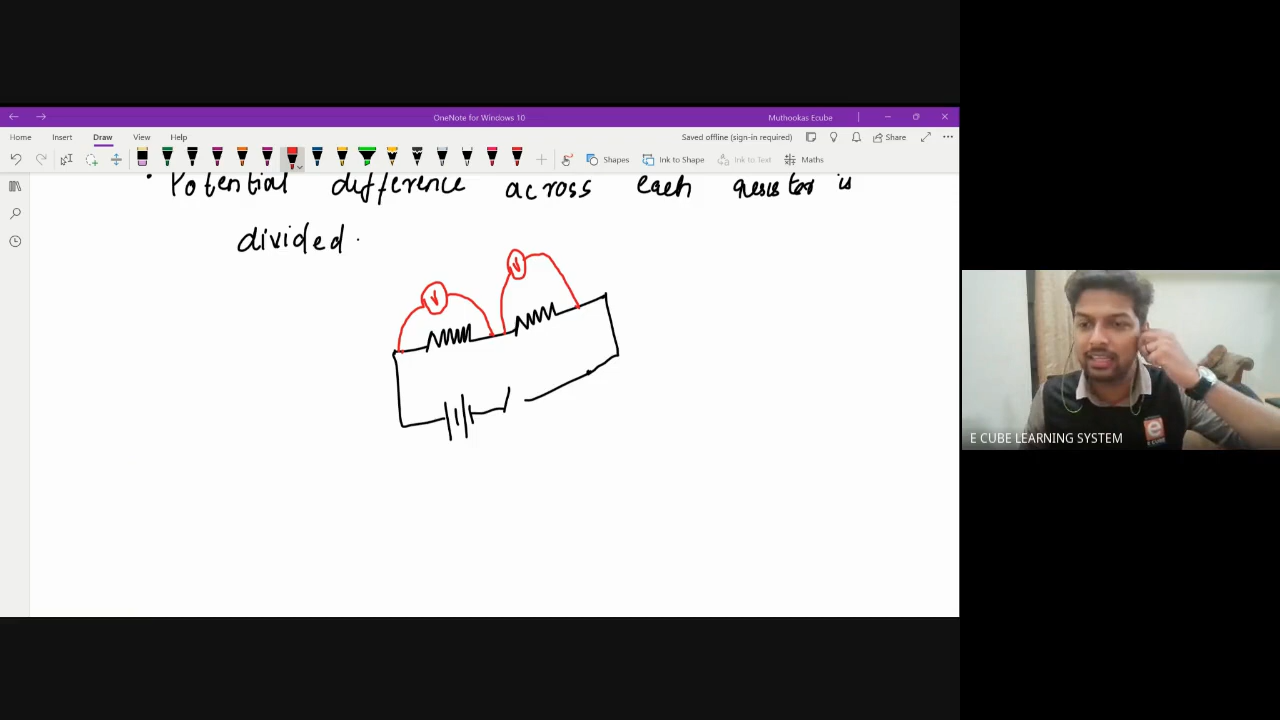 OneNote for Windows 10
Muthookas Ecube
Home Insert Draw View Help
Saved offline (sign-in required)
Share
Shapes
Ink to Shape
Ink to Text
Maths
• Potential difference across each resistor is
divided.
V
V
E CUBE
E CUBE LEARNING SYSTEM